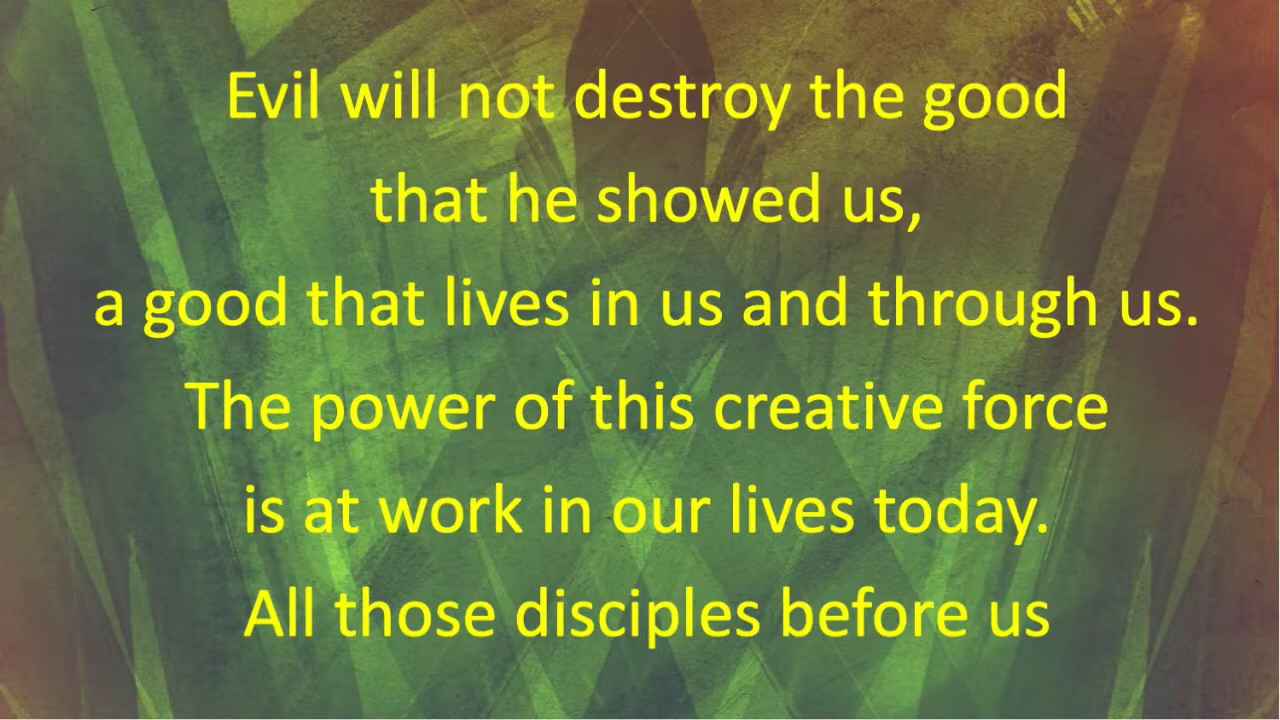 Evil will not destroy the good
that he showed us,
a good that lives in us and through us.
The power of this creative force
is at work in our lives today.
All those disciples before us